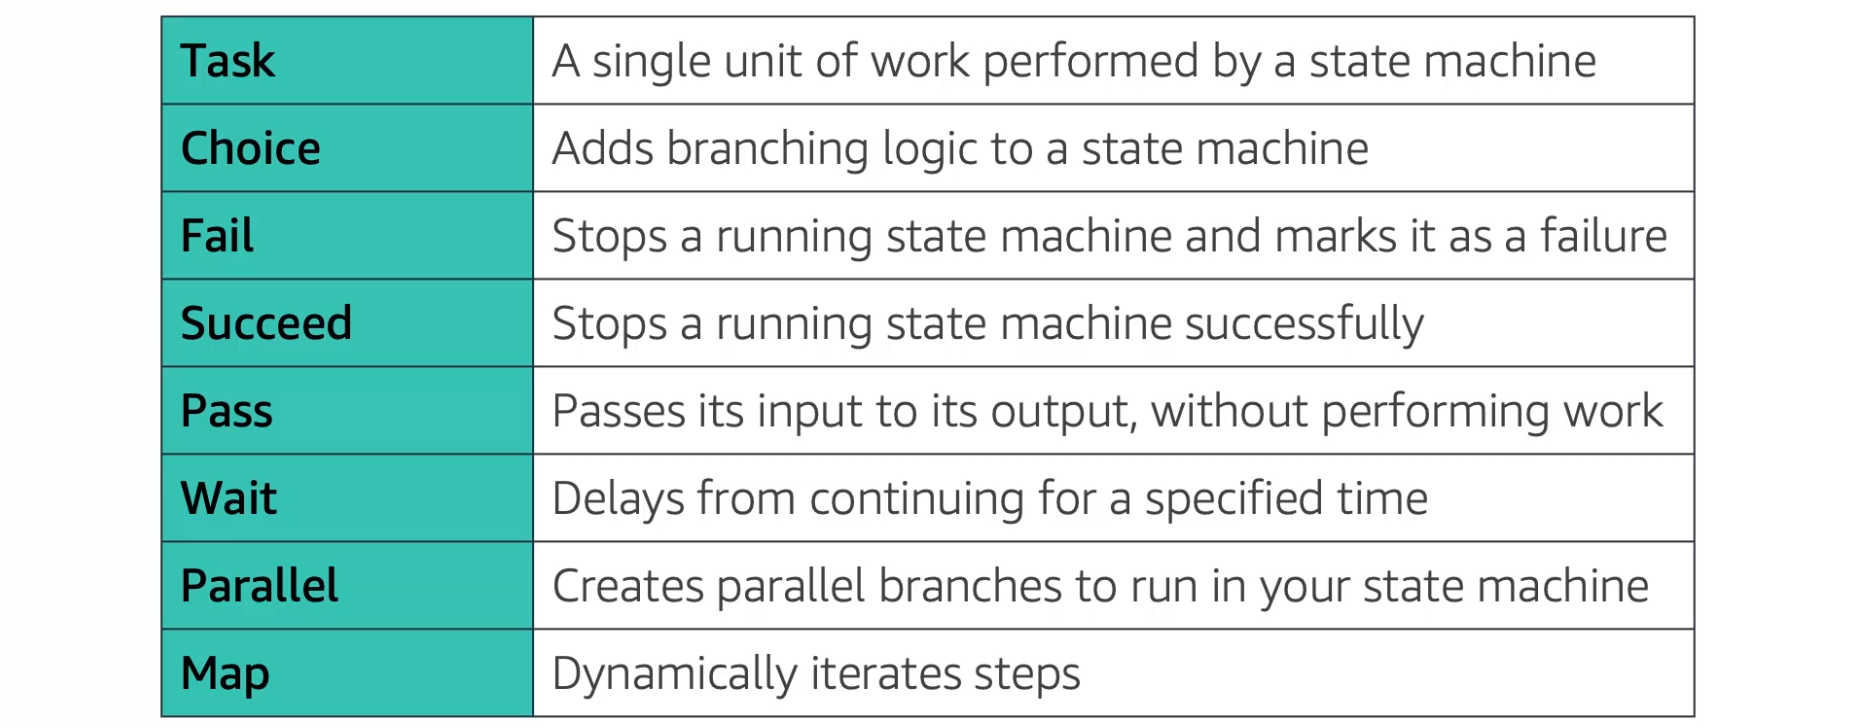 Task
A single unit of work performed by a state machine
Choice
Adds branching logic to a state machine
Fail
Stops a running state machine and marks it as a failure
Succeed
Stops a running state machine successfully
Pass
Passes its input to its output, without performing work
Wait
Delays from continuing for a specified time
Parallel
Creates parallel branches to run in your state machine
Map
Dynamically iterates steps